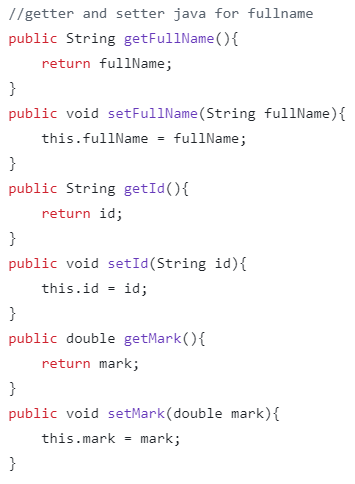 //getter and setter java for fullname
public String getFullName(){
    return fullName;
}
public void setFullName(String fullName){
    this.fullName = fullName;
}
public String getId(){
    return id;
}
public void setId(String id){
    this.id = id;
}
public double getMark(){
    return mark;
}
public void setMark(double mark){
    this.mark = mark;
}